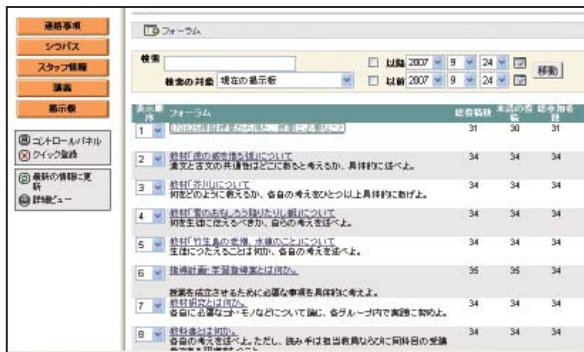 連絡事項
シラバス
スタッフ情報
講義
掲示板
コントロールパネル
クイック登録
最新の情報に更新
詳細ビュー
フォーラム
検索
検索の対象 現在の掲示板
以降 2007 9 24
以前 2007 9 24
移動
フォーラム 総投稿数 未読の投稿 総参加者数
1 31 30 31
2 教材「虎の威を借る狐」について 34 34 34
漢文と古文の共通性はどこにあると考えるか、具体的に述べよ。
3 教材「芥川」について 34 34 34
何をどのように教えるか、各自の考えをひとつ以上具体的にあげよ。
4 教材「雪のおもしろう降りたりし朝」について 34 34 34
何を生徒に伝えるべきか、自らの考えを述べよ。
5 教材「竹生島の老僧、水練のこと」について 34 34 34
生徒につたえることは何か、各自の考えを述べよ。
6 指導計画・学習指導案とは何か。 35 35 34
授業を成立させるために必要な事項を具体的に考えよ。
7 教材研究とは何か。 34 34 34
各自に必要なコト・モノなどについて論じ、各グループ内で実践に努めよ。
8 教科書とは何か。 34 34 34
各自の考えを述べよ。ただし、読み手は担当教員ならびに同科目の受講